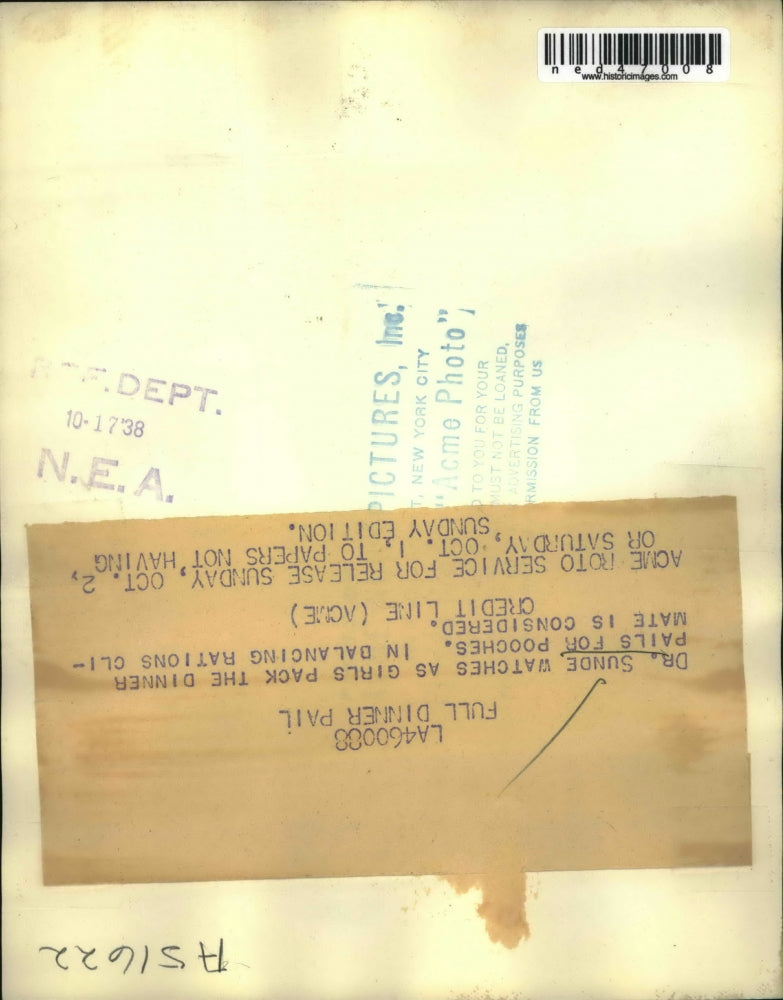 ned47008
www.historicimages.com
PICTURES, Inc.
T, NEW YORK CITY
"Acme Photo"
D TO YOU FOR YOUR
MUST NOT BE LOANED,
ADVERTISING PURPOSES
RMISSION FROM US
F. DEPT.
10-17'38
N.E.A.
LA460088
FULL DINNER PAIL
DR. SUNDE WATCHES AS GIRLS PACK THE DINNER
PAILS FOR POOCHES. IN BALANCING RATIONS CLI-
MATE IS CONSIDERED.
CREDIT LINE (ACME)
ACME ROTO SERVICE FOR RELEASE SUNDAY, OCT. 2,
OR SATURDAY, OCT. 1, TO PAPERS NOT HAVING
SUNDAY EDITION.
A51622